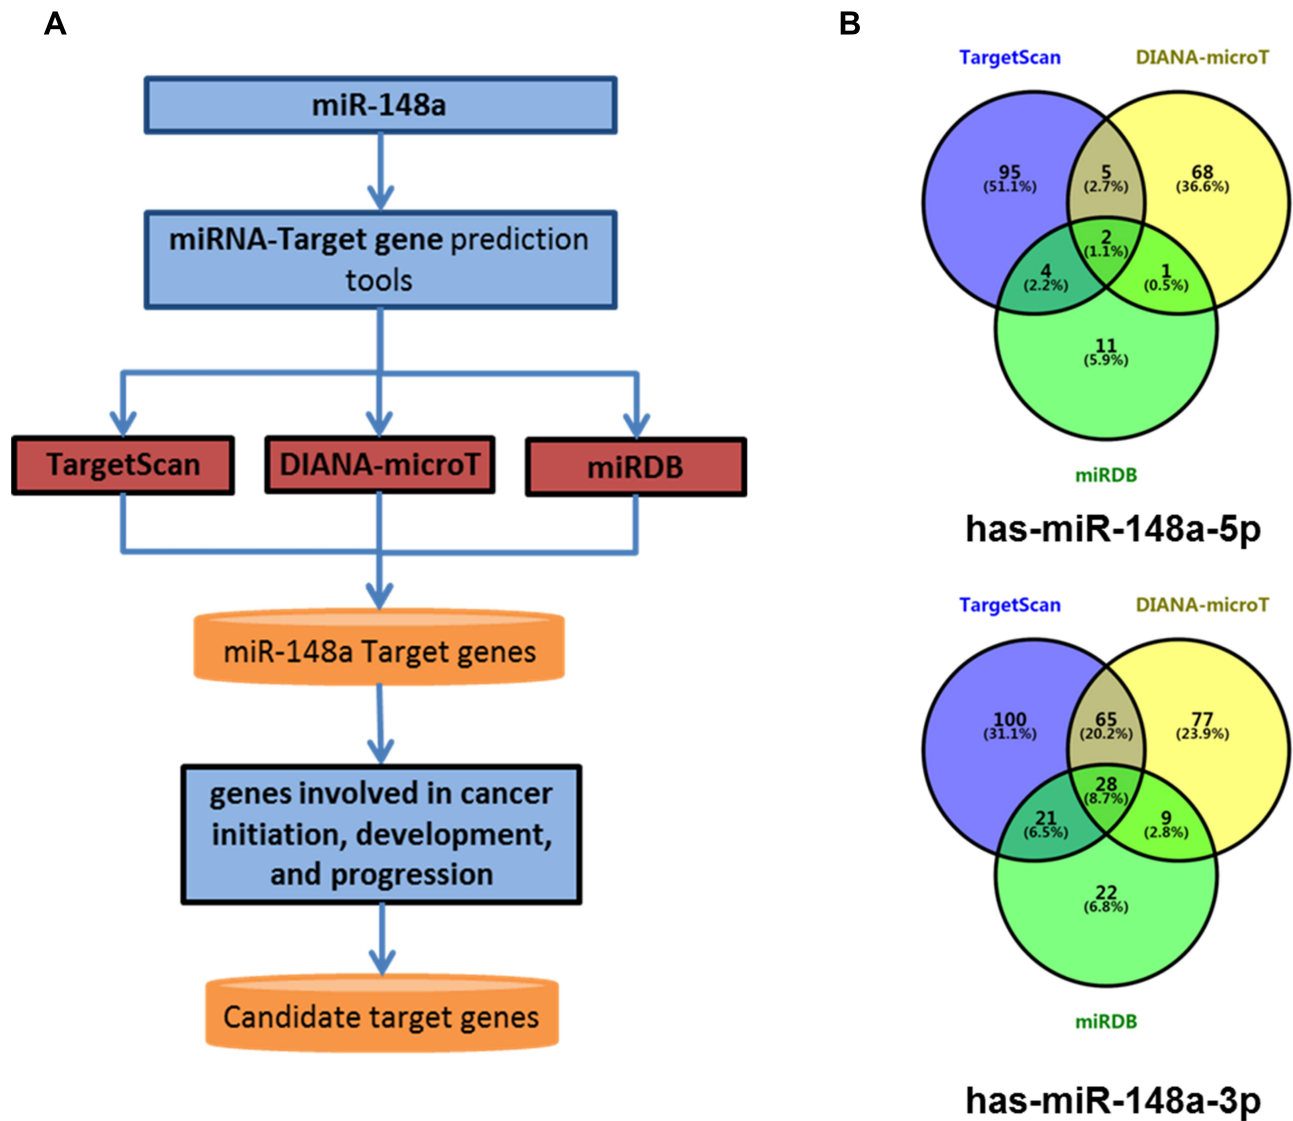 A
miR-148a
miRNA-Target gene prediction
tools
TargetScan
DIANA-microT
miRDB
miR-148a Target genes
genes involved in cancer
initiation, development,
and progression
Candidate target genes
B
TargetScan
DIANA-microT
95
(51.1%)
5
(2.7%)
68
(36.6%)
2
(1.1%)
4
(2.2%)
1
(0.5%)
11
(5.9%)
miRDB
has-miR-148a-5p
TargetScan
DIANA-microT
100
(31.1%)
65
(20.2%)
77
(23.9%)
28
(8.7%)
21
(6.5%)
9
(2.8%)
22
(6.8%)
miRDB
has-miR-148a-3p